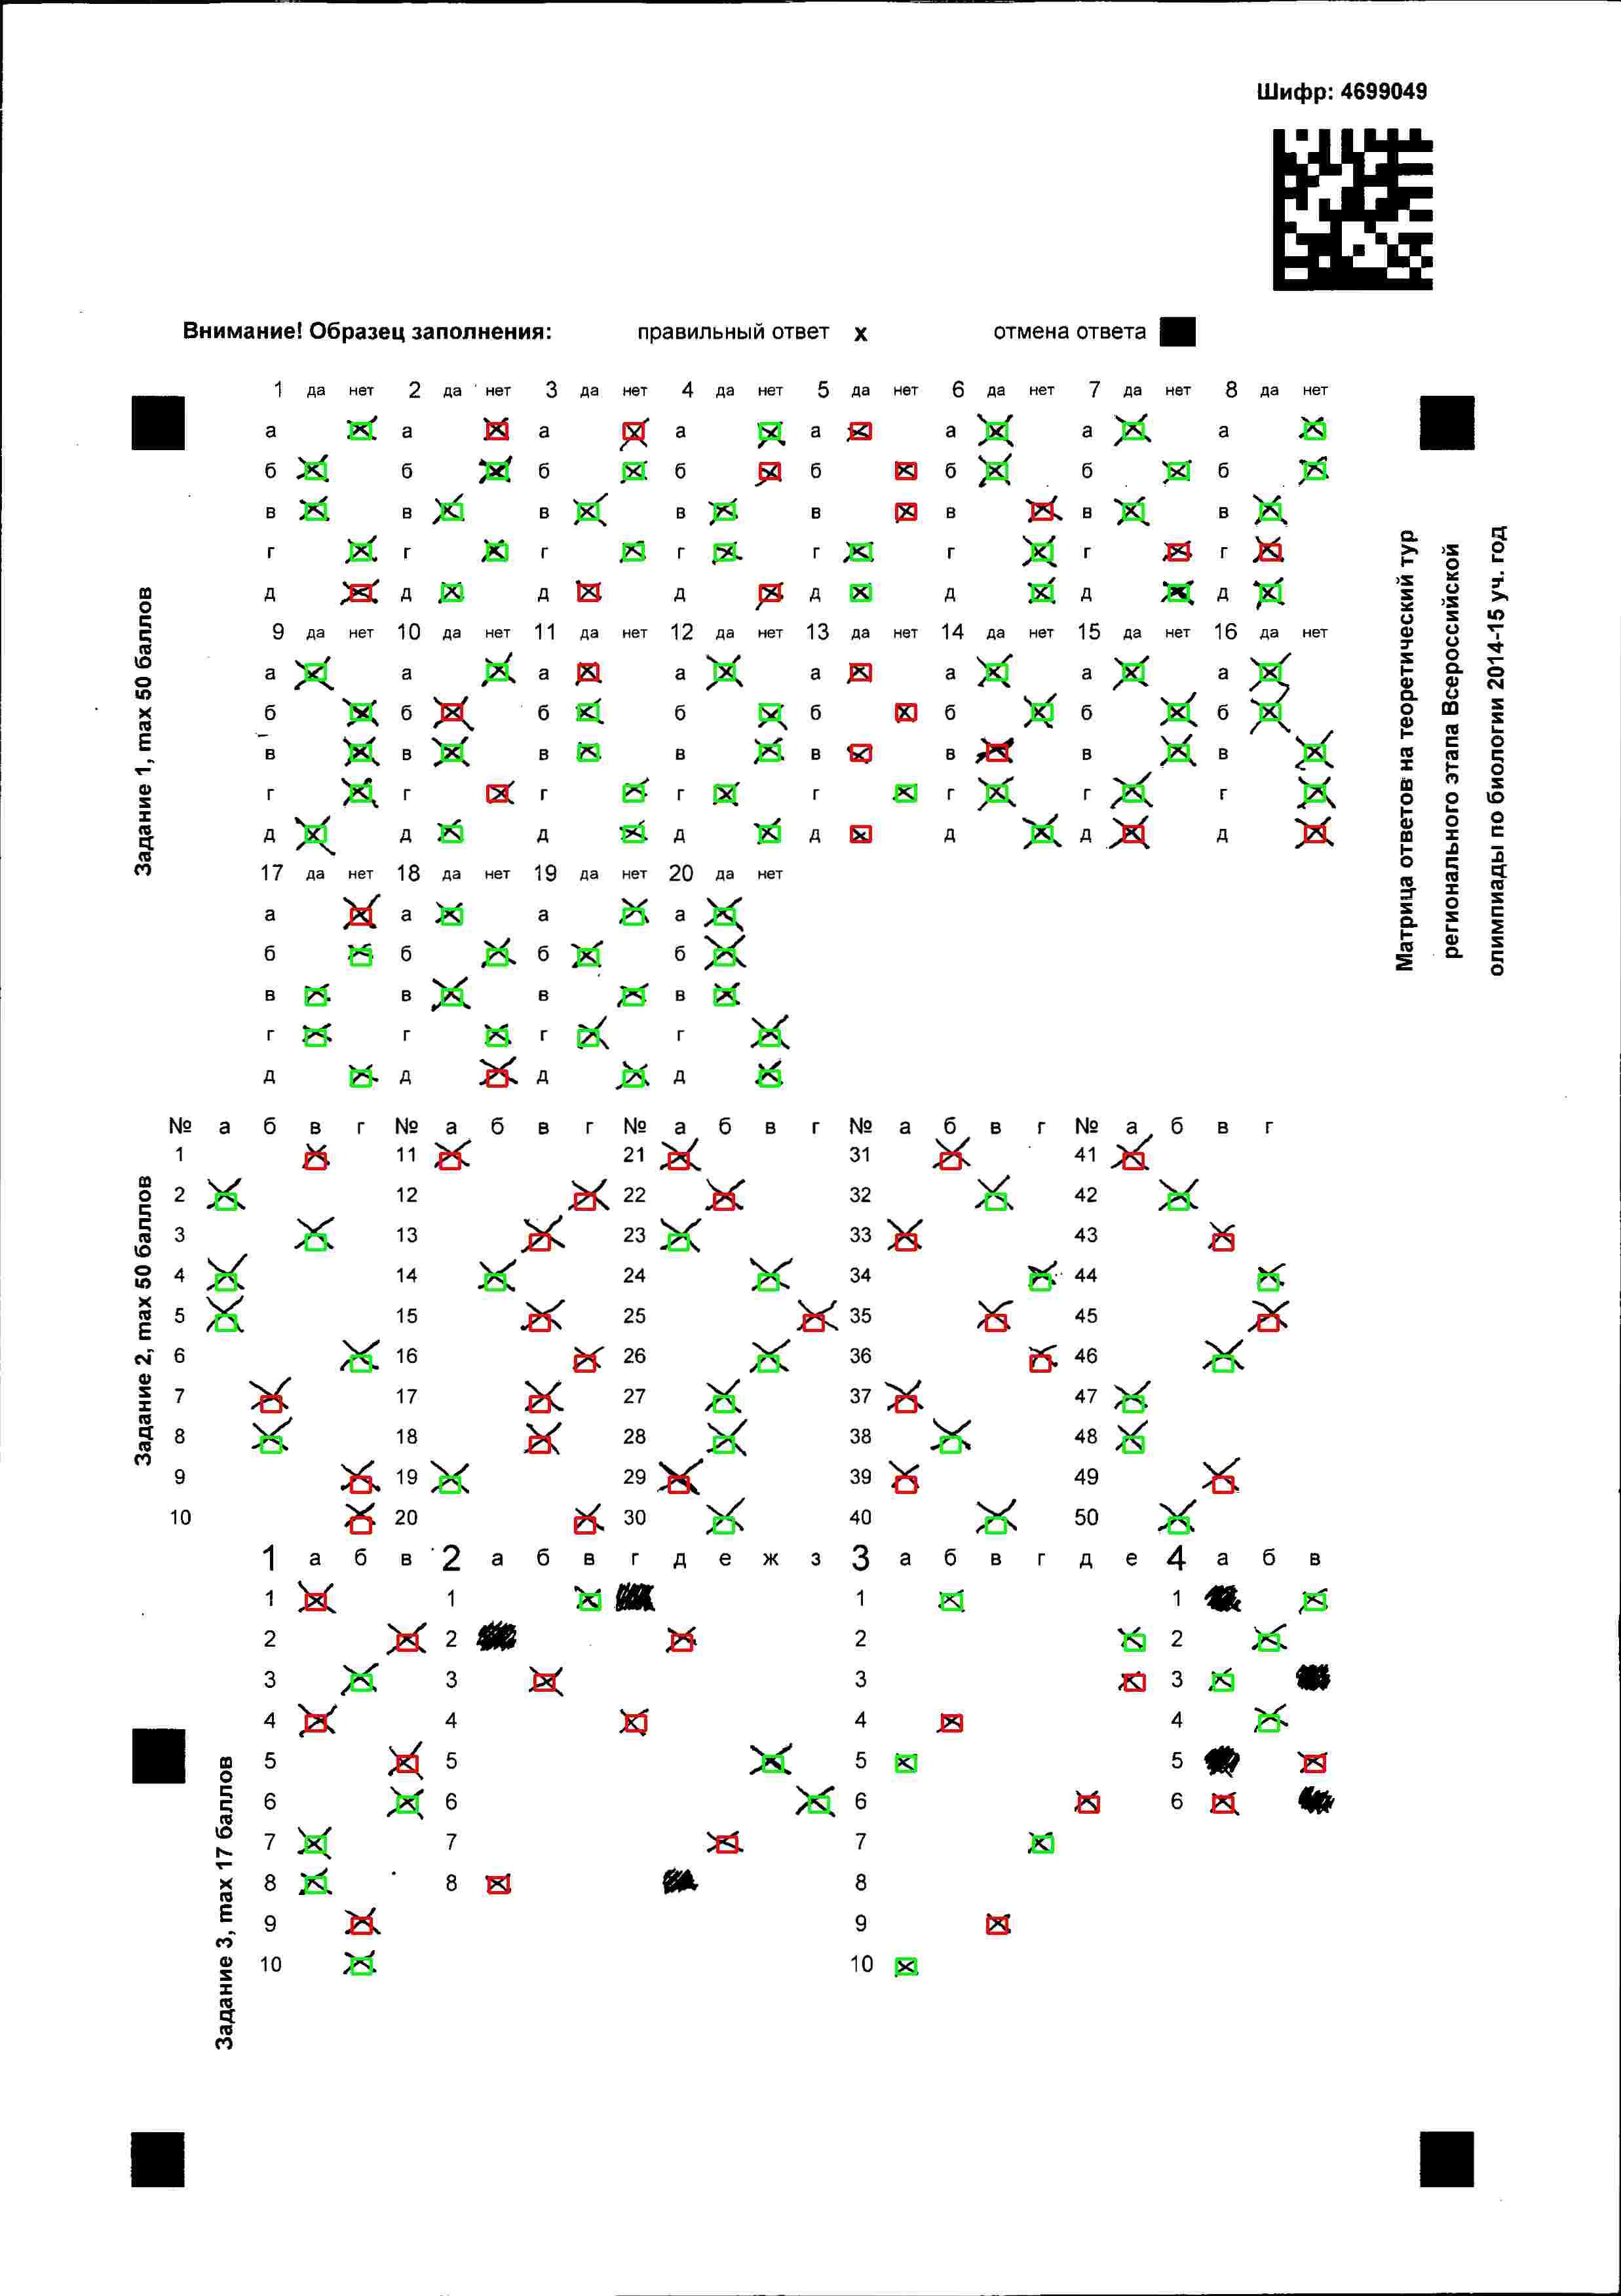 Шифр: 4699049
Внимание! Образец заполнения: правильный ответ х отмена ответа
1 да нет 2 да нет 3 да нет 4 да нет 5 да нет 6 да нет 7 да нет 8 да нет
а а а а а а а а
б б б б б б б б
в в в в в в в в
г г г г г г г г
д д д д д д д д
9 да нет 10 да нет 11 да нет 12 да нет 13 да нет 14 да нет 15 да нет 16 да нет
а а а а а а а а
б б б б б б б б
в в в в в в в в
г г г г г г г г
д д д д д д д д
17 да нет 18 да нет 19 да нет 20 да нет
а а а а
б б б б
в в в в
г г г г
д д д д
Задание 1, max 50 баллов
Матрица ответов на теоретический тур
регионального этапа Всероссийской
олимпиады по биологии 2014-15 уч. год
№ а б в г № а б в г № а б в г № а б в г № а б в г
1 11 21 31 41
2 12 22 32 42
3 13 23 33 43
4 14 24 34 44
5 15 25 35 45
6 16 26 36 46
7 17 27 37 47
8 18 28 38 48
9 19 29 39 49
10 20 30 40 50
Задание 2, max 50 баллов
1 а б в 2 а б в г д е ж з 3 а б в г д е 4 а б в
1 1 1 1
2 2 2 2
3 3 3 3
4 4 4 4
5 5 5 5
6 6 6 6
7 7 7
8 8 8
9 9
10 10
Задание 3, max 17 баллов